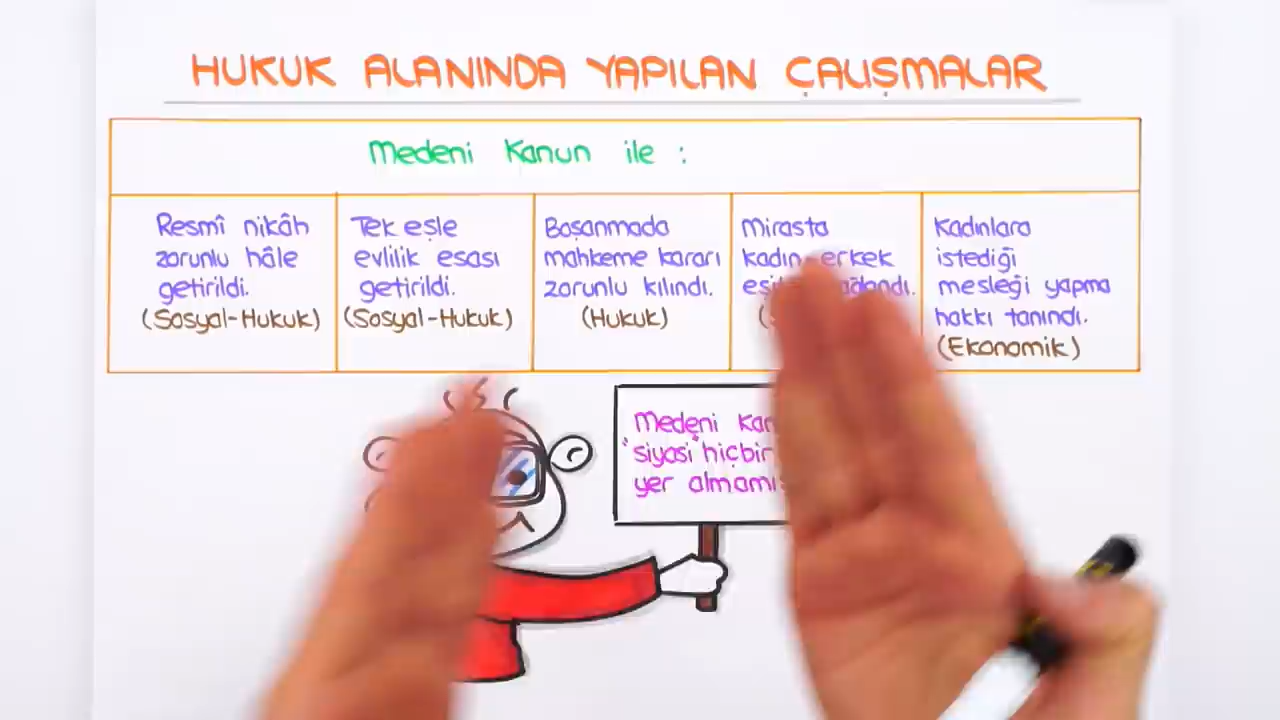 HUKUK ALANINDA YAPILAN ÇALIŞMALAR
Medeni Kanun ile :
Resmî nikâh
zorunlu hâle
getirildi.
(Sosyal-Hukuk)
Tek eşle
evlilik esası
getirildi.
(Sosyal-Hukuk)
Boşanmada
mahkeme kararı
zorunlu kılındı.
(Hukuk)
Mirasta
kadın erkek
Kadınlara
istediği
mesleği yapma
hakkı tanındı.
(Ekonomik)
Medeni
"siyasi" hiçbir
yer